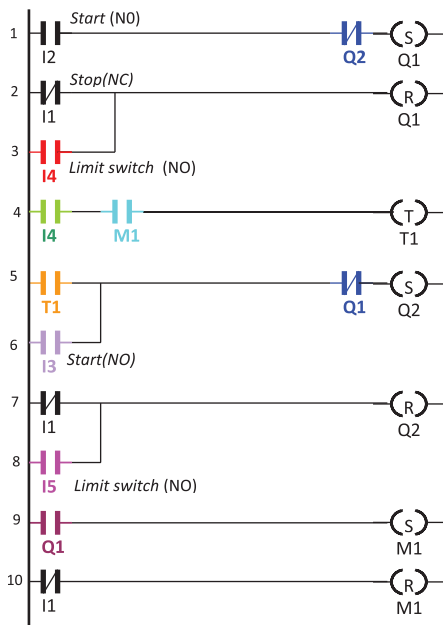 Start (N0)
1 S
I2 Q2 Q1
Stop(NC)
2 R
I1 Q1
3
Limit switch (NO)
I4
4 T
I4 M1 T1
5 S
T1 Q1 Q2
6
Start(NO)
I3
7 R
I1 Q2
8
I5 Limit switch (NO)
9 S
Q1 M1
10 R
I1 M1